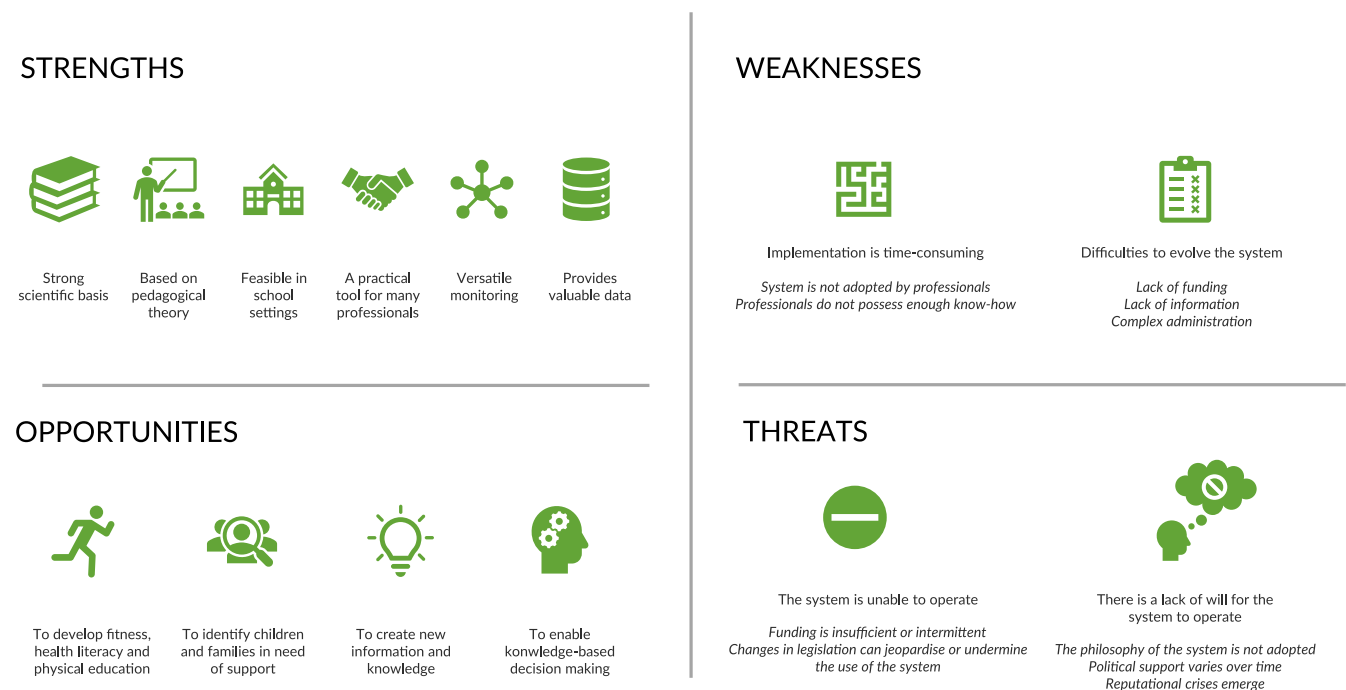 STRENGTHS
Strong
scientific basis
Based on
pedagogical
theory
Feasible in
school
settings
A practical
tool for many
professionals
Versatile
monitoring
Provides
valuable data
WEAKNESSES
Implementation is time-consuming
System is not adopted by professionals
Professionals do not possess enough know-how
Difficulties to evolve the system
Lack of funding
Lack of information
Complex administration
OPPORTUNITIES
To develop fitness,
health literacy and
physical education
To identify children
and families in need
of support
To create new
information and
knowledge
To enable
konwledge-based
decision making
THREATS
The system is unable to operate
Funding is insufficient or intermittent
Changes in legislation can jeopardise or undermine
the use of the system
There is a lack of will for the
system to operate
The philosophy of the system is not adopted
Political support varies over time
Reputational crises emerge